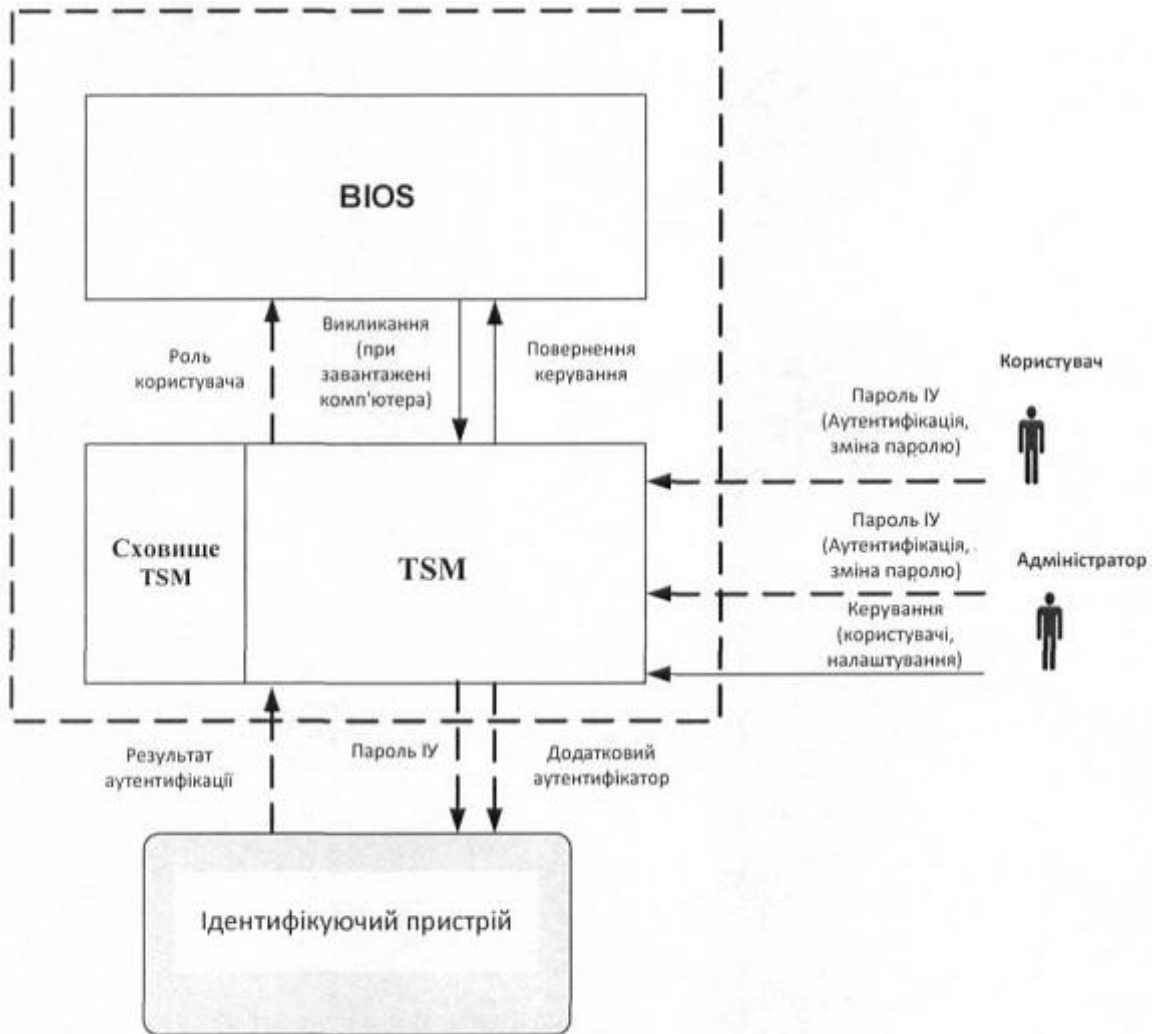 BIOS
Роль
користувача
Викликання
(при
завантажені
комп'ютера)
Повернення
керування
Користувач
Пароль ІУ
(Аутентифікація,
зміна паролю)
Сховище
TSM
TSM
Пароль ІУ
(Аутентифікація,
зміна паролю)
Адміністратор
Керування
(користувачі,
налаштування)
Результат
аутентифікації
Пароль ІУ
Додатковий
аутентифікатор
Ідентифікуючий пристрій